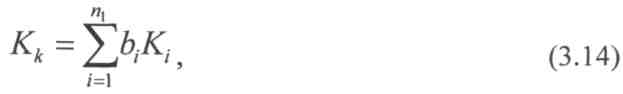 $K_k = \sum_{i=1}^{n_1} b_i K_i$, (3.14)